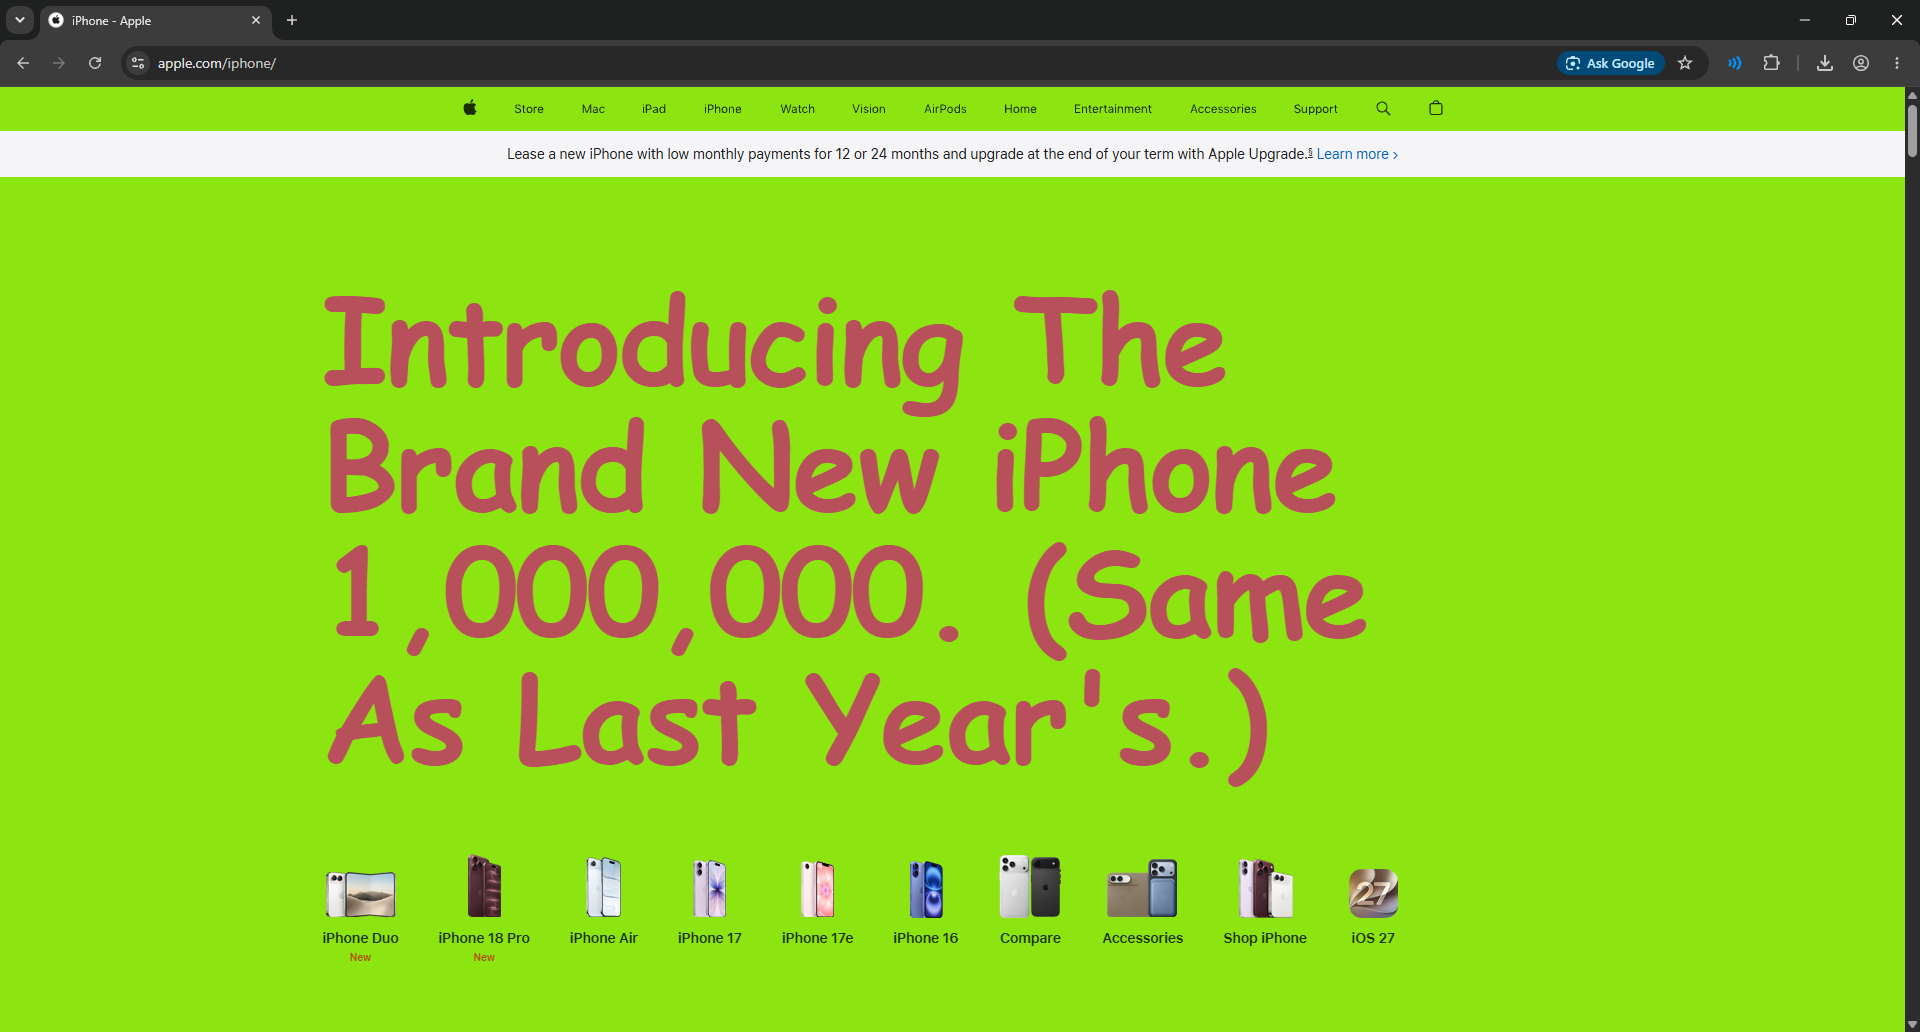 iPhone - Apple
apple.com/iphone/
Ask Google
Store Mac iPad iPhone Watch Vision AirPods Home Entertainment Accessories Support
Lease a new iPhone with low monthly payments for 12 or 24 months and upgrade at the end of your term with Apple Upgrade.§ Learn more >
Introducing The
Brand New iPhone
1,000,000. (Same
As Last Year's.)
27
iPhone Duo iPhone 18 Pro iPhone Air iPhone 17 iPhone 17e iPhone 16 Compare Accessories Shop iPhone iOS 27
New New